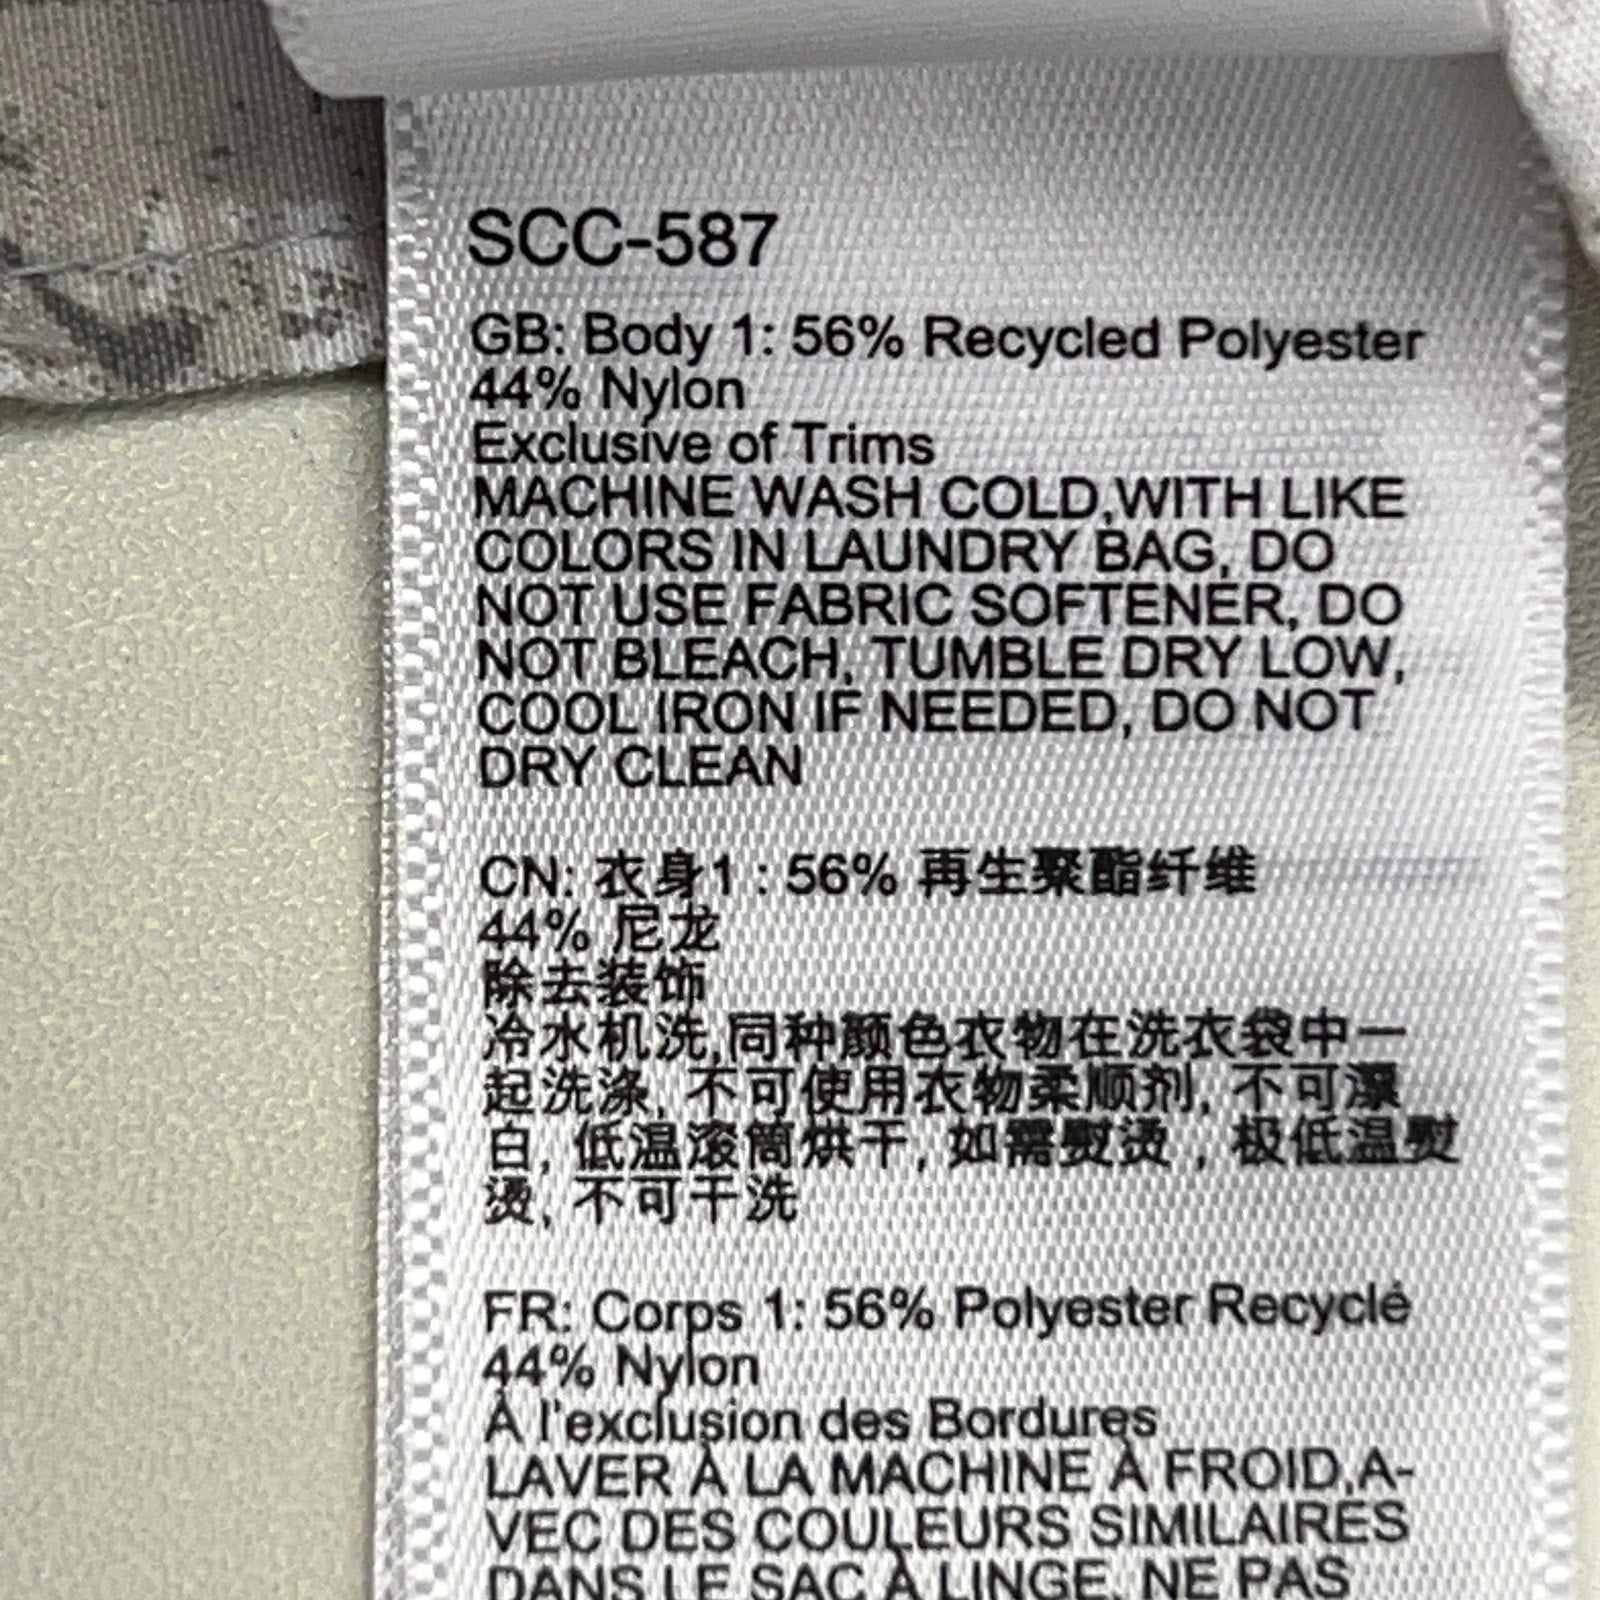 SCC-587
GB: Body 1: 56% Recycled Polyester
44% Nylon
Exclusive of Trims
MACHINE WASH COLD,WITH LIKE
COLORS IN LAUNDRY BAG, DO
NOT USE FABRIC SOFTENER, DO
NOT BLEACH, TUMBLE DRY LOW,
COOL IRON IF NEEDED, DO NOT
DRY CLEAN
CN: 衣身1 : 56% 再生聚酯纤维
44% 尼龙
除去装饰
冷水机洗,同种颜色衣物在洗衣袋中一
起洗涤, 不可使用衣物柔顺剂, 不可漂
白, 低温滚筒烘干, 如需熨烫 , 极低温熨
烫, 不可干洗
FR: Corps 1: 56% Polyester Recyclé
44% Nylon
À l'exclusion des Bordures
LAVER À LA MACHINE À FROID,A-
VEC DES COULEURS SIMILAIRES
DANS LE SAC À LINGE, NE PAS